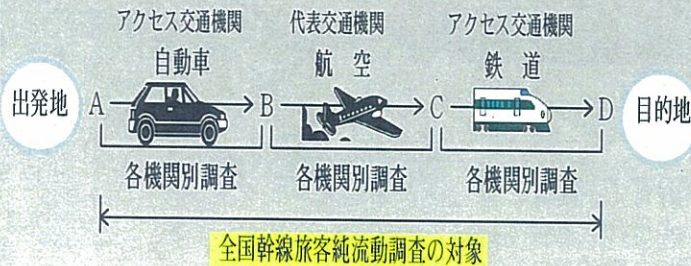 アクセス交通機関 代表交通機関 アクセス交通機関
自動車 航空 鉄道
出発地 A B C D 目的地
各機関別調査 各機関別調査 各機関別調査
全国幹線旅客純流動調査の対象